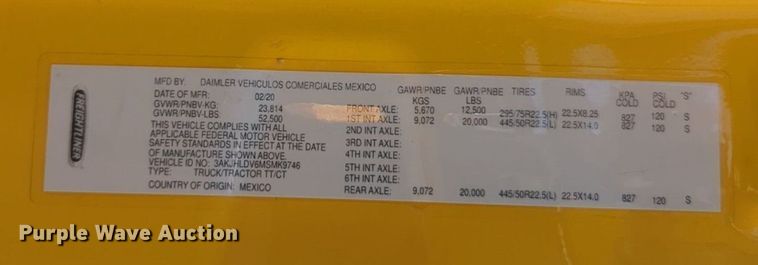 FREIGHTLINER
MFD BY: DAIMLER VEHICULOS COMERCIALES MEXICO
DATE OF MFR: 02/20
GVWR/PNBV-KG: 23,814
GVWR/PNBV-LBS: 52,500
THIS VEHICLE COMPLIES WITH ALL
APPLICABLE FEDERAL MOTOR VEHICLE
SAFETY STANDARDS IN EFFECT AT THE DATE
OF MANUFACTURE SHOWN ABOVE.
VEHICLE ID NO: 3AKJHLDV6MSMK9746
TYPE: TRUCK/TRACTOR TT/CT
COUNTRY OF ORIGIN: MEXICO
GAWR/PNBE GAWR/PNBE TIRES RIMS KPA PSI "S"
KGS LBS COLD COLD
FRONT AXLE: 5,670 12,500 295/75R22.5(H) 22.5X8.25 827 120 S
1ST INT AXLE: 9,072 20,000 445/50R22.5(L) 22.5X14.0 827 120 S
2ND INT AXLE:
3RD INT AXLE:
4TH INT AXLE:
5TH INT AXLE:
6TH INT AXLE:
REAR AXLE: 9,072 20,000 445/50R22.5(L) 22.5X14.0 827 120 S
Purple Wave Auction